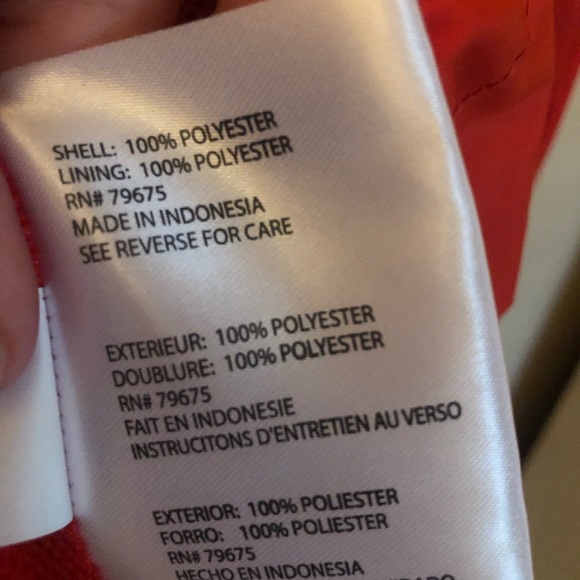 SHELL: 100% POLYESTER
LINING: 100% POLYESTER
RN# 79675
MADE IN INDONESIA
SEE REVERSE FOR CARE
EXTERIEUR: 100% POLYESTER
DOUBLURE: 100% POLYESTER
RN# 79675
FAIT EN INDONESIE
INSTRUCITONS D'ENTRETIEN AU VERSO
EXTERIOR: 100% POLIESTER
FORRO: 100% POLIESTER
RN# 79675
HECHO EN INDONESIA